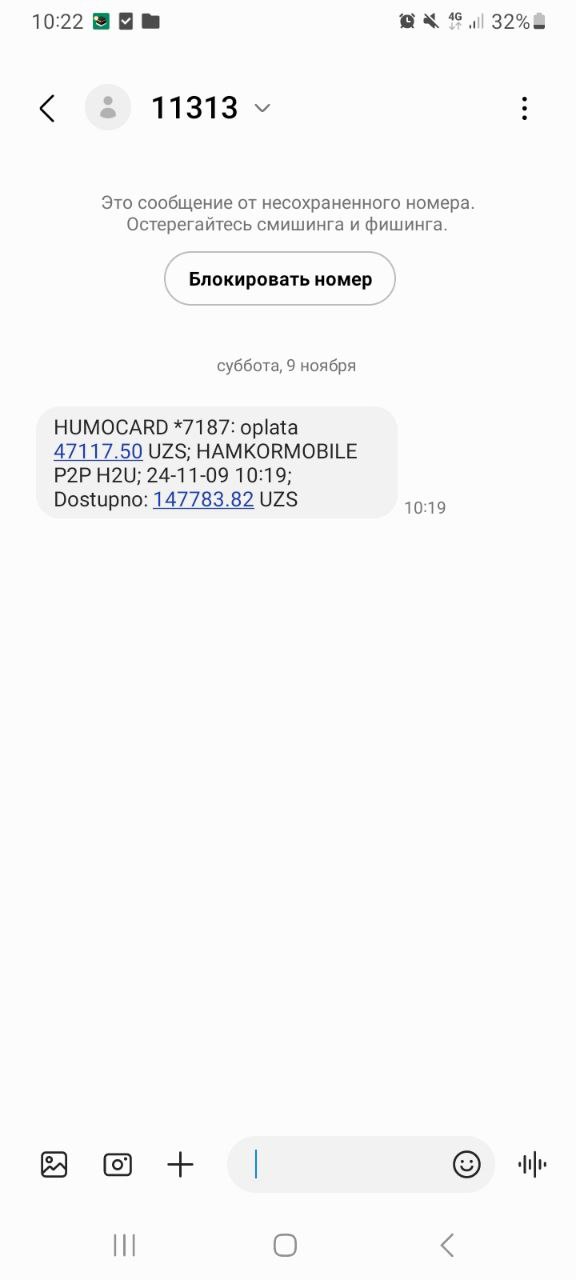 10:22
4G
32%
11313
Это сообщение от несохраненного номера.
Остерегайтесь смишинга и фишинга.
Блокировать номер
суббота, 9 ноября
HUMOCARD *7187: oplata
47117.50 UZS; HAMKORMOBILE
P2P H2U; 24-11-09 10:19;
Dostupno: 147783.82 UZS
10:19